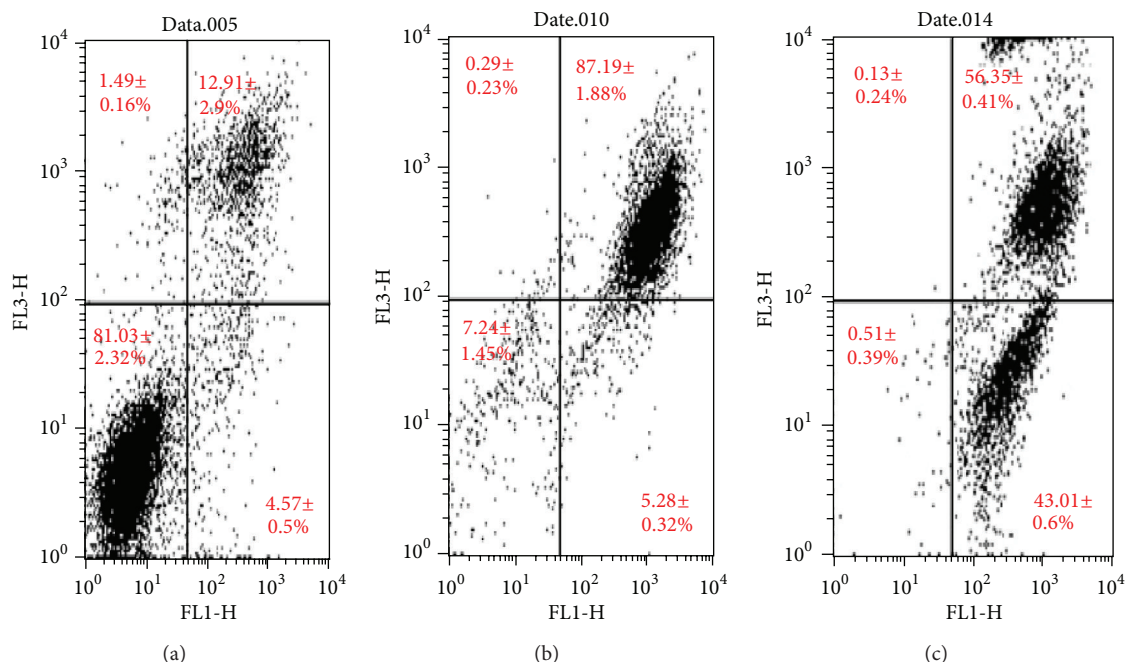 Data.005
10⁴
10³
10²
10¹
10⁰
FL3-H
1.49±
0.16%
12.91±
2.9%
81.03±
2.32%
4.57±
0.5%
10⁰ 10¹ 10² 10³ 10⁴
FL1-H
(a)
Date.010
10⁴
10³
10²
10¹
10⁰
FL3-H
0.29±
0.23%
87.19±
1.88%
7.24±
1.45%
5.28±
0.32%
10⁰ 10¹ 10² 10³ 10⁴
FL1-H
(b)
Date.014
10⁴
10³
10²
10¹
10⁰
FL3-H
0.13±
0.24%
56.35±
0.41%
0.51±
0.39%
43.01±
0.6%
10⁰ 10¹ 10² 10³ 10⁴
FL1-H
(c)